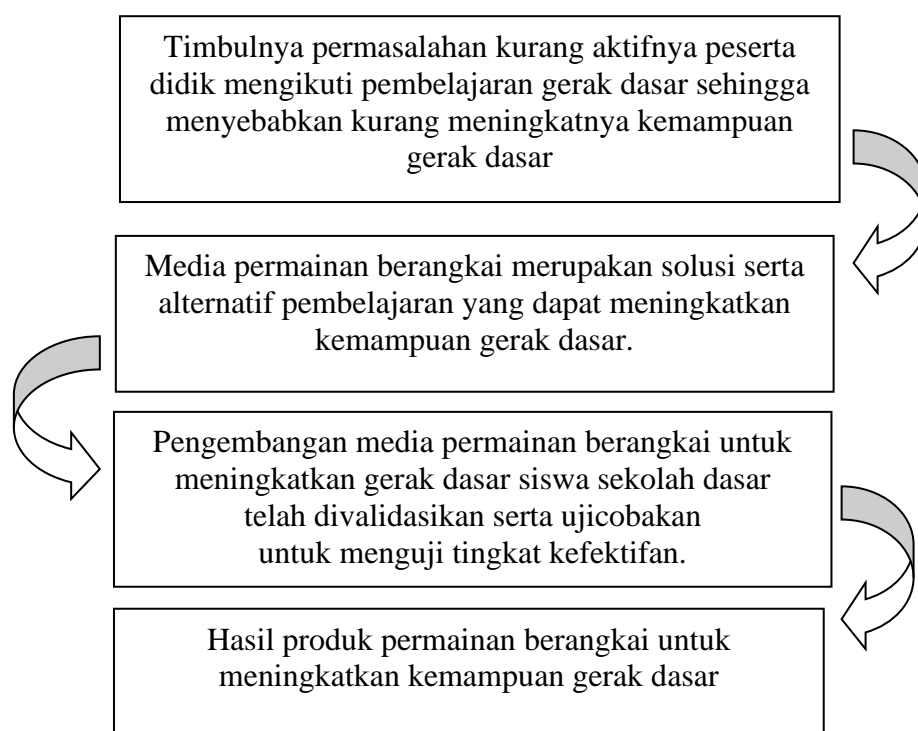 Timbulnya permasalahan kurang aktifnya peserta
didik mengikuti pembelajaran gerak dasar sehingga
menyebabkan kurang meningkatnya kemampuan
gerak dasar
Media permainan berangkai merupakan solusi serta
alternatif pembelajaran yang dapat meningkatkan
kemampuan gerak dasar.
Pengembangan media permainan berangkai untuk
meningkatkan gerak dasar siswa sekolah dasar
telah divalidasikan serta ujicobakan
untuk menguji tingkat kefektifan.
Hasil produk permainan berangkai untuk
meningkatkan kemampuan gerak dasar